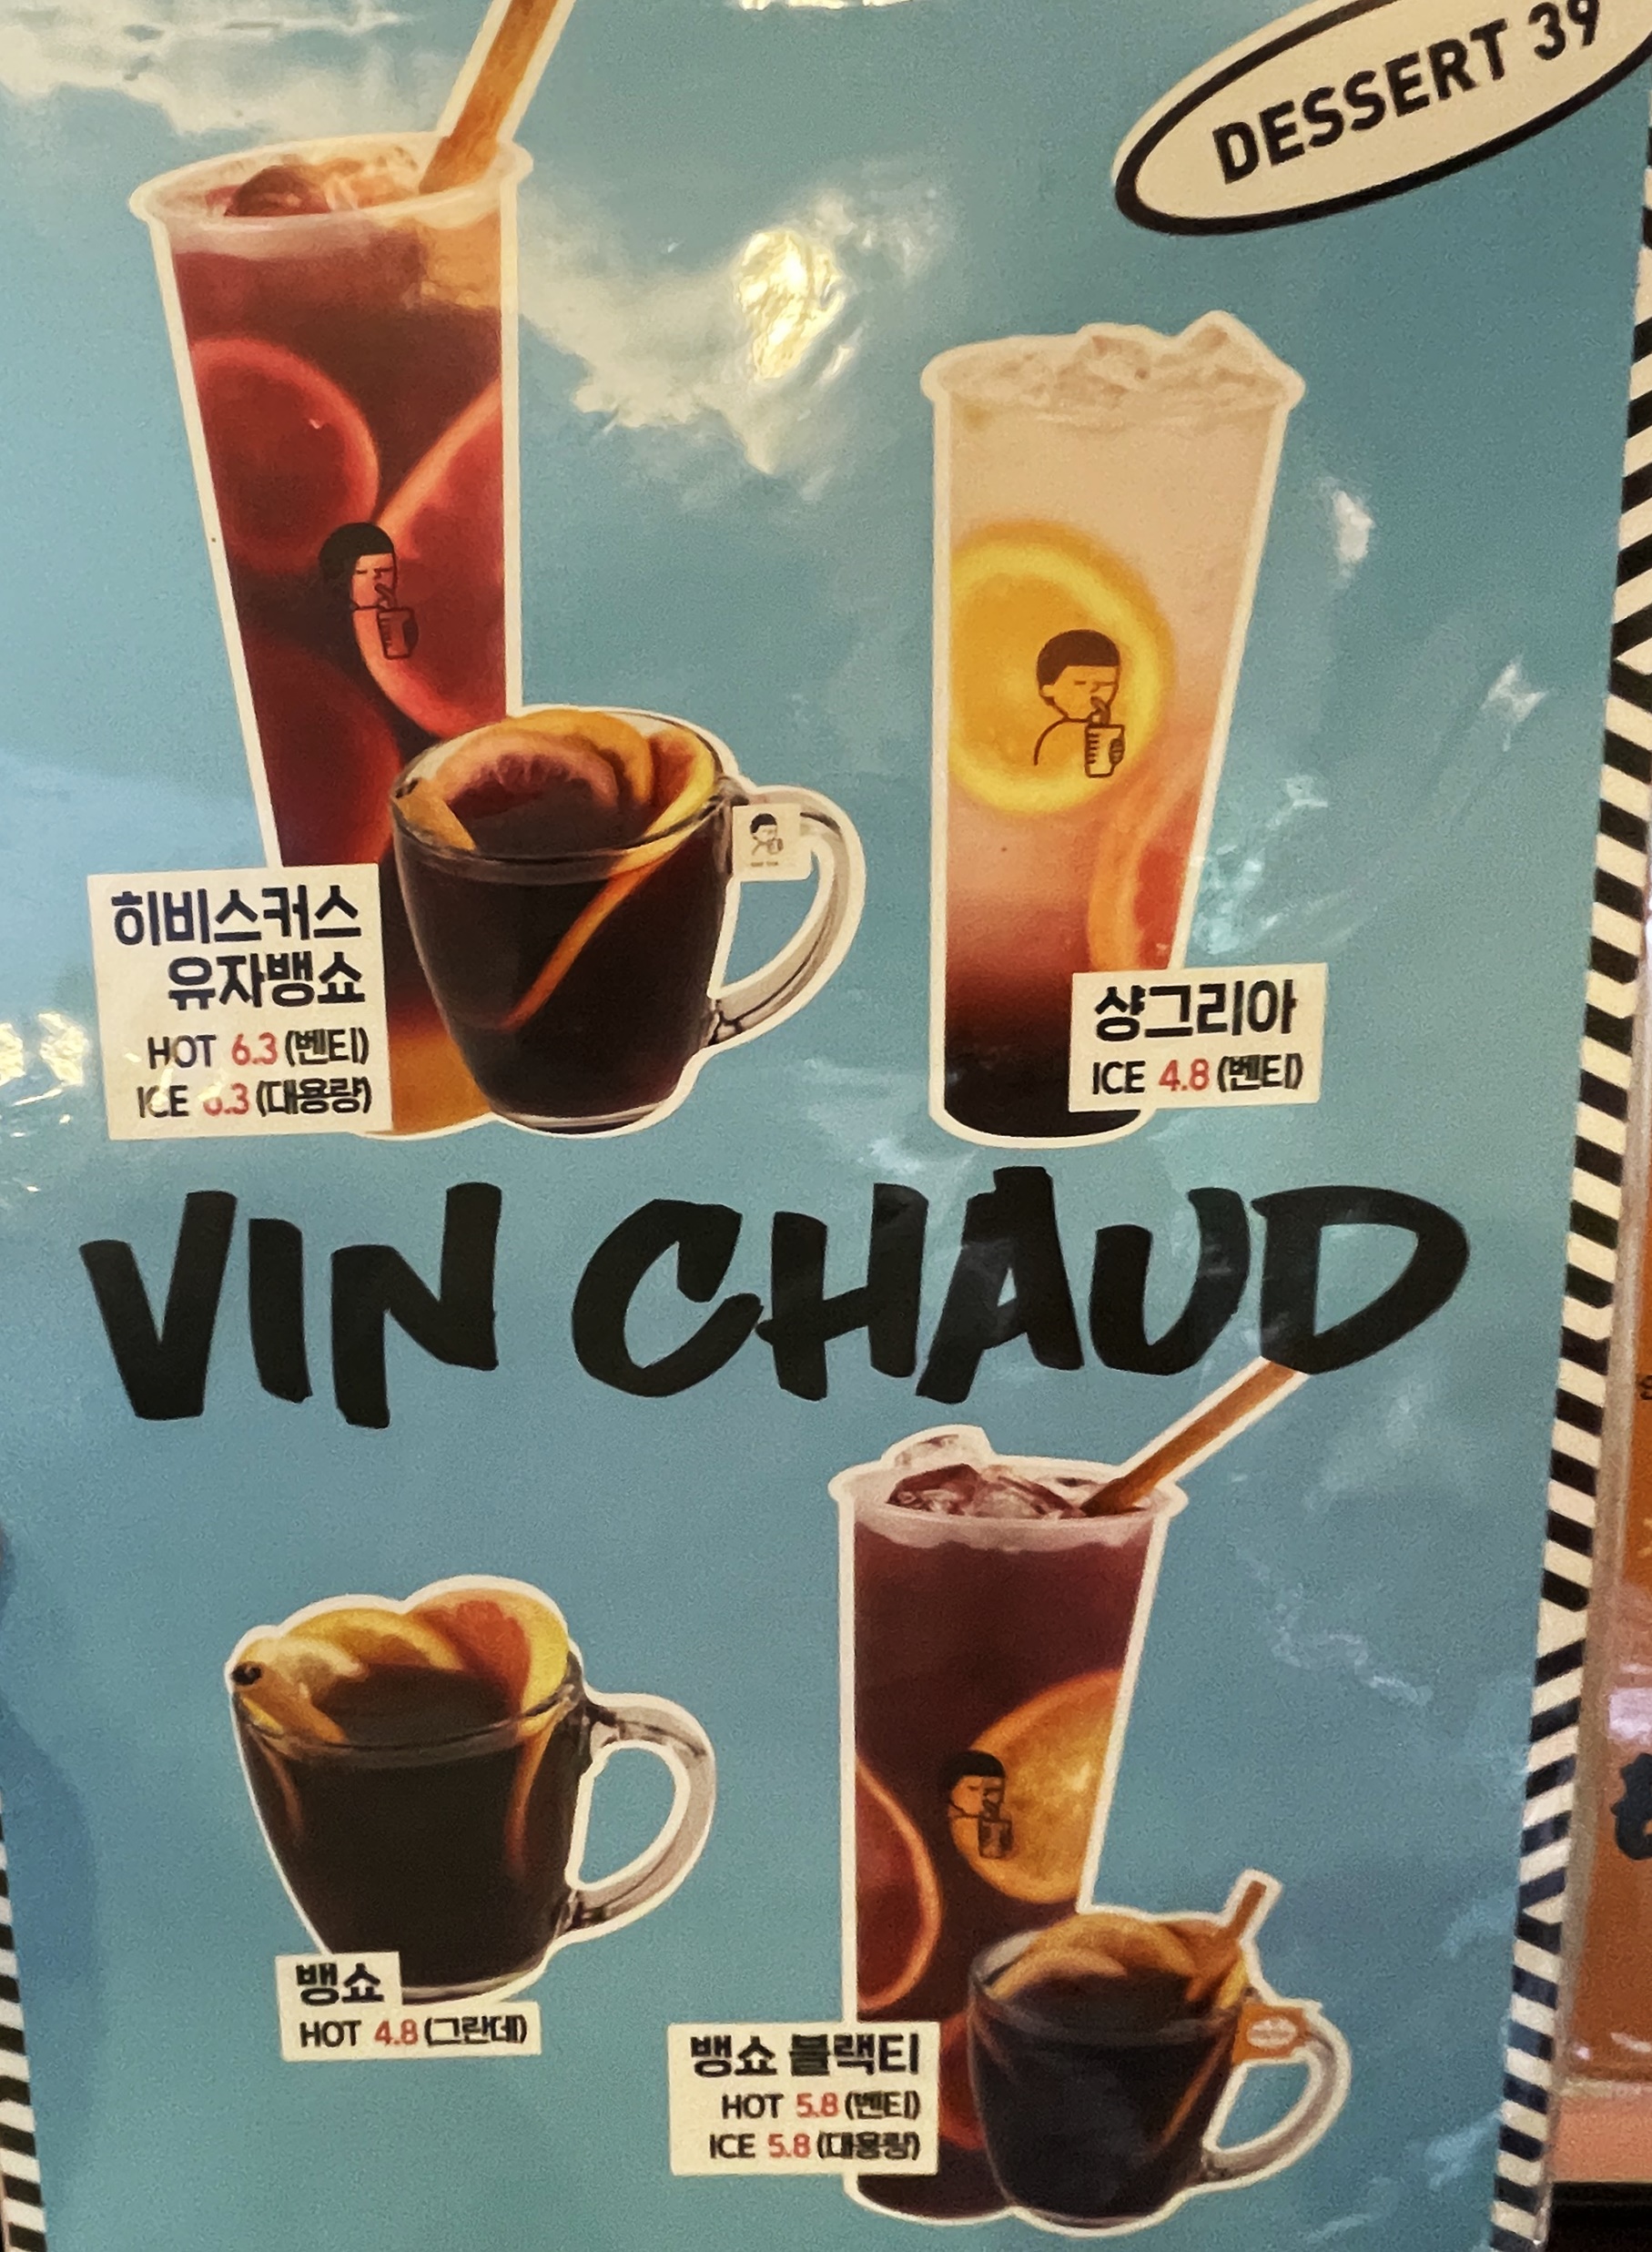 DESSERT 39
히비스커스
유자뱅쇼
HOT 6.3 (벤티)
ICE 6.3 (대용량)
샹그리아
ICE 4.8 (벤티)
VIN CHAUD
뱅쇼
HOT 4.8 (그란데)
뱅쇼 블랙티
HOT 5.8 (벤티)
ICE 5.8 (대용량)